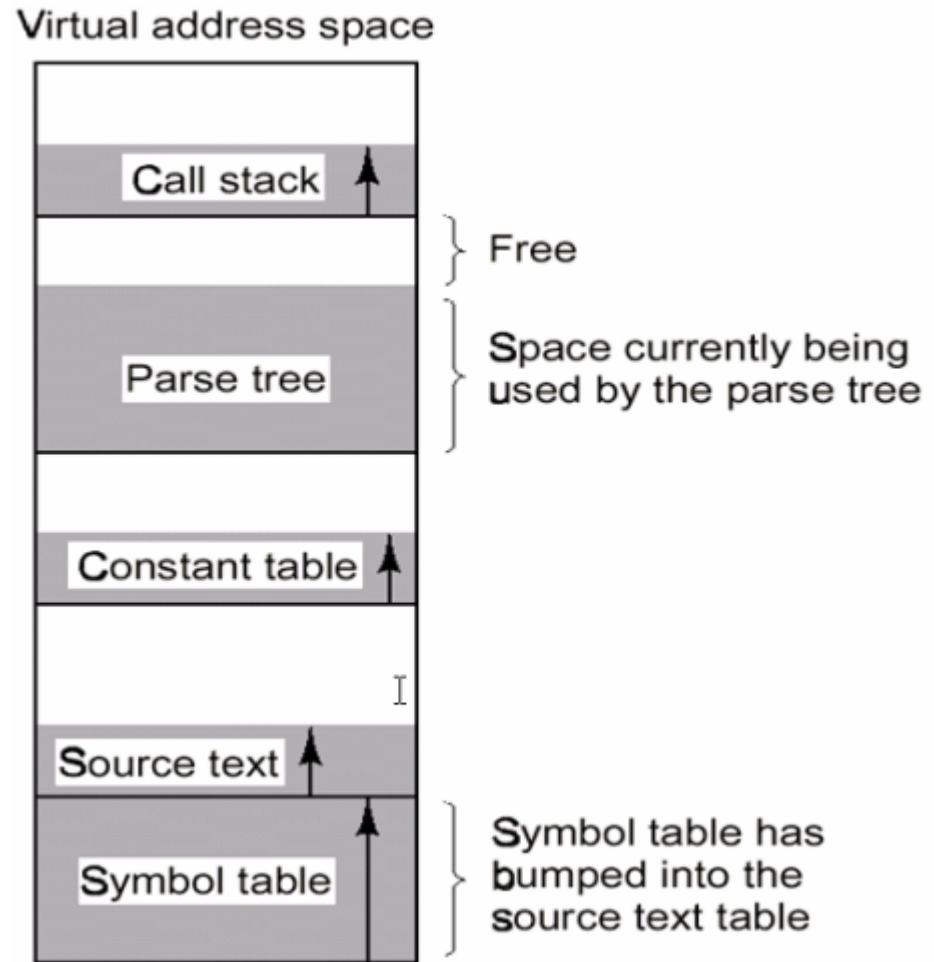 Virtual address space
Call stack
Free
Parse tree
Space currently being
used by the parse tree
Constant table
Source text
Symbol table
Symbol table has
bumped into the
source text table